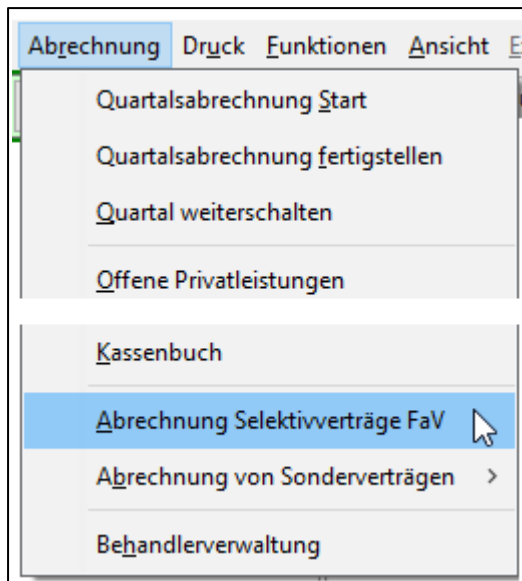 Abrechnung Druck Funktionen Ansicht
Quartalsabrechnung Start
Quartalsabrechnung fertigstellen
Quartal weiterschalten
Offene Privatleistungen
Kassenbuch
Abrechnung Selektivverträge FaV
Abrechnung von Sonderverträgen >
Behandlerverwaltung